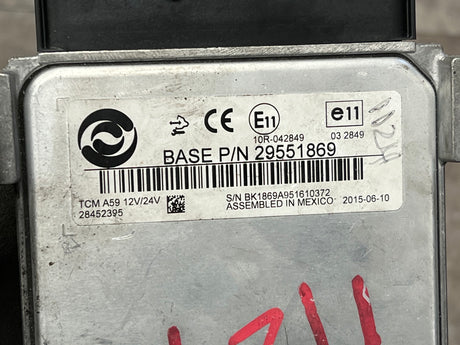 CE E11 e11
10R-042849 03 2849
BASE P/N 29551869
TCM A59 12V/24V S/N BK1869A951610372
28452395 ASSEMBLED IN MEXICO 2015-06-10